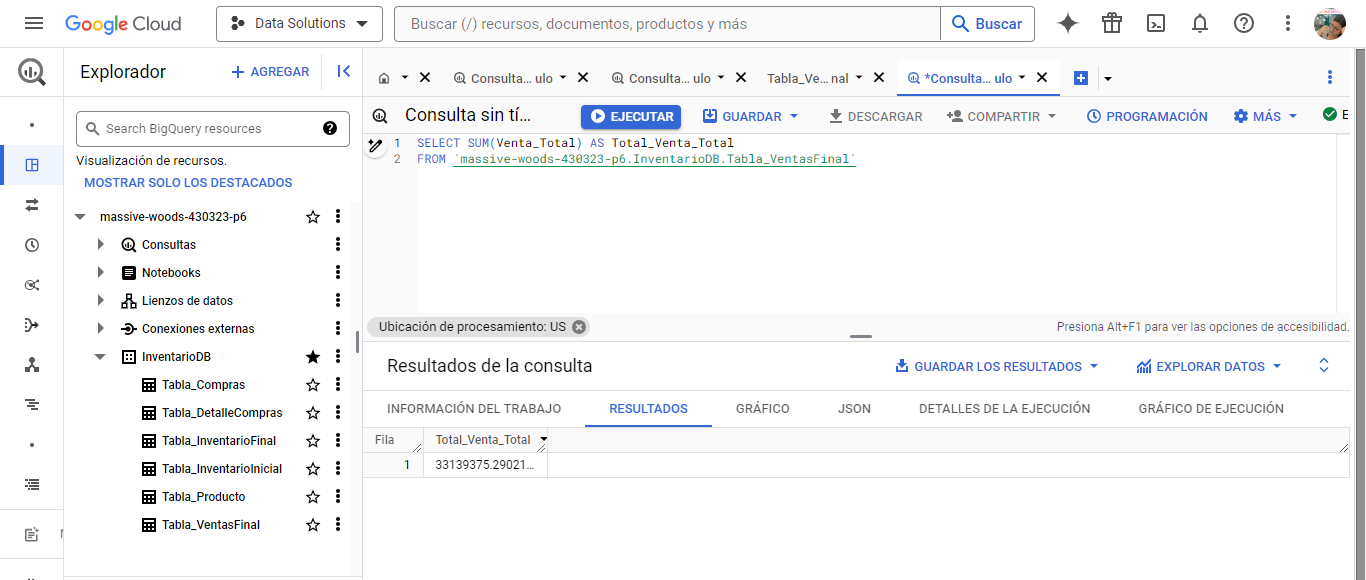 Google Cloud
Data Solutions
Buscar (/) recursos, documentos, productos y más
Buscar
Explorador
AGREGAR
Search BigQuery resources
Visualización de recursos.
MOSTRAR SOLO LOS DESTACADOS
massive-woods-430323-p6
Consultas
Notebooks
Lienzos de datos
Conexiones externas
InventarioDB
Tabla_Compras
Tabla_DetalleCompras
Tabla_InventarioFinal
Tabla_InventarioInicial
Tabla_Producto
Tabla_VentasFinal
Consulta... ulo
Consulta... ulo
Tabla_Ve... nal
*Consulta... ulo
Consulta sin tí...
EJECUTAR
GUARDAR
DESCARGAR
COMPARTIR
PROGRAMACIÓN
MÁS
E
1 SELECT SUM(Venta_Total) AS Total_Venta_Total
2 FROM `massive-woods-430323-p6.InventarioDB.Tabla_VentasFinal`
Ubicación de procesamiento: US
Presiona Alt+F1 para ver las opciones de accesibilidad.
Resultados de la consulta
GUARDAR LOS RESULTADOS
EXPLORAR DATOS
INFORMACIÓN DEL TRABAJO
RESULTADOS
GRÁFICO
JSON
DETALLES DE LA EJECUCIÓN
GRÁFICO DE EJECUCIÓN
Fila Total_Venta_Total
1 33139375.29021...